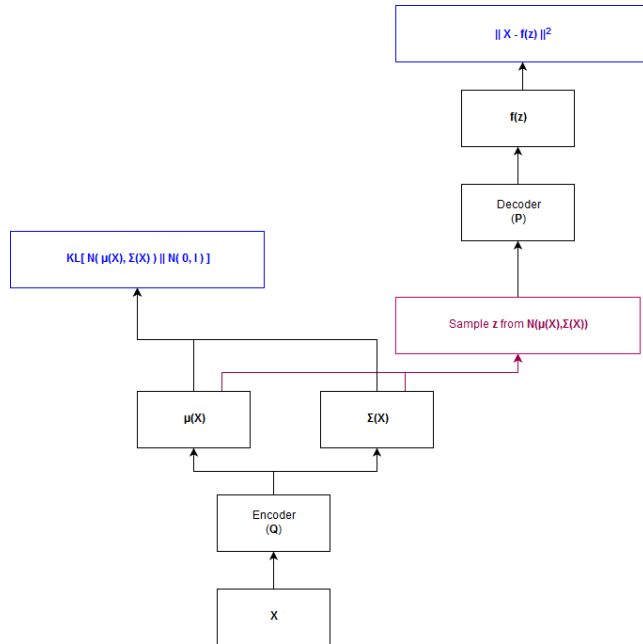 || X - f(z) ||²
f(z)
Decoder
(P)
KL[ N( μ(X), Σ(X) ) || N( 0, I ) ]
Sample z from N(μ(X),Σ(X))
μ(X)
Σ(X)
Encoder
(Q)
X